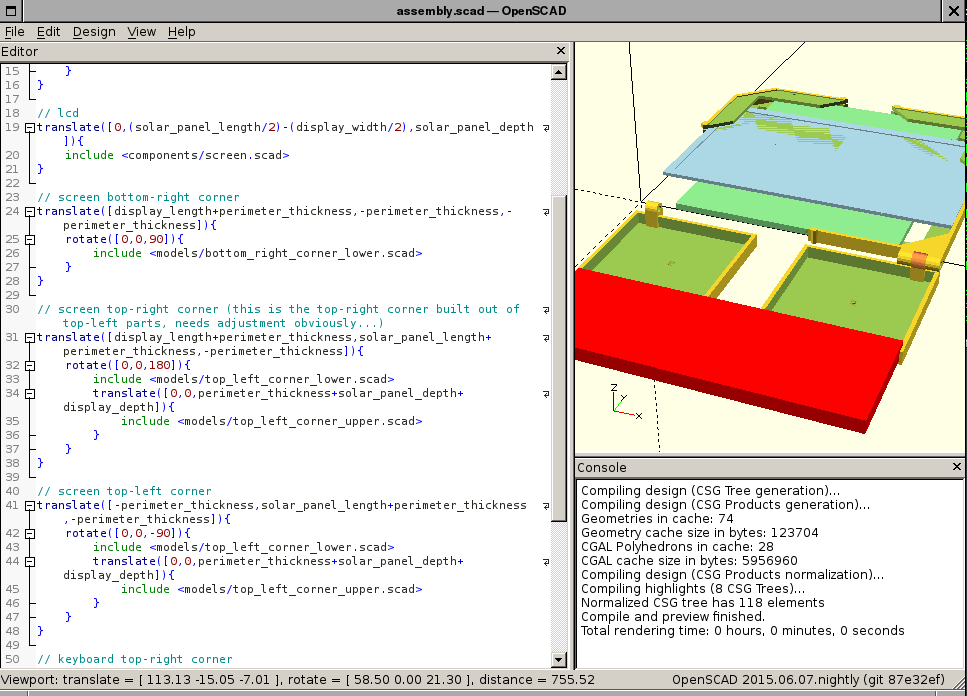 assembly.scad — OpenSCAD
File Edit Design View Help
Editor
15 }
16 }
17
18 // lcd
19 translate([0,(solar_panel_length/2)-(display_width/2),solar_panel_depth
]){
20 include <components/screen.scad>
21 }
22
23 // screen bottom-right corner
24 translate([display_length+perimeter_thickness,-perimeter_thickness,-
perimeter_thickness]){
25 rotate([0,0,90]){
26 include <models/bottom_right_corner_lower.scad>
27 }
28 }
29
30 // screen top-right corner (this is the top-right corner built out of
top-left parts, needs adjustment obviously...)
31 translate([display_length+perimeter_thickness,solar_panel_length+
perimeter_thickness,-perimeter_thickness]){
32 rotate([0,0,180]){
33 include <models/top_left_corner_lower.scad>
34 translate([0,0,perimeter_thickness+solar_panel_depth+
display_depth]){
35 include <models/top_left_corner_upper.scad>
36 }
37 }
38 }
39
40 // screen top-left corner
41 translate([-perimeter_thickness,solar_panel_length+perimeter_thickness
,-perimeter_thickness]){
42 rotate([0,0,-90]){
43 include <models/top_left_corner_lower.scad>
44 translate([0,0,perimeter_thickness+solar_panel_depth+
display_depth]){
45 include <models/top_left_corner_upper.scad>
46 }
47 }
48 }
49
50 // keyboard top-right corner
Z
Y
X
Console
Compiling design (CSG Tree generation)...
Compiling design (CSG Products generation)...
Geometries in cache: 74
Geometry cache size in bytes: 123704
CGAL Polyhedrons in cache: 28
CGAL cache size in bytes: 5956960
Compiling design (CSG Products normalization)...
Compiling highlights (8 CSG Trees)...
Normalized CSG tree has 118 elements
Compile and preview finished.
Total rendering time: 0 hours, 0 minutes, 0 seconds
Viewport: translate = [ 113.13 -15.05 -7.01 ], rotate = [ 58.50 0.00 21.30 ], distance = 755.52
OpenSCAD 2015.06.07.nightly (git 87e32ef)